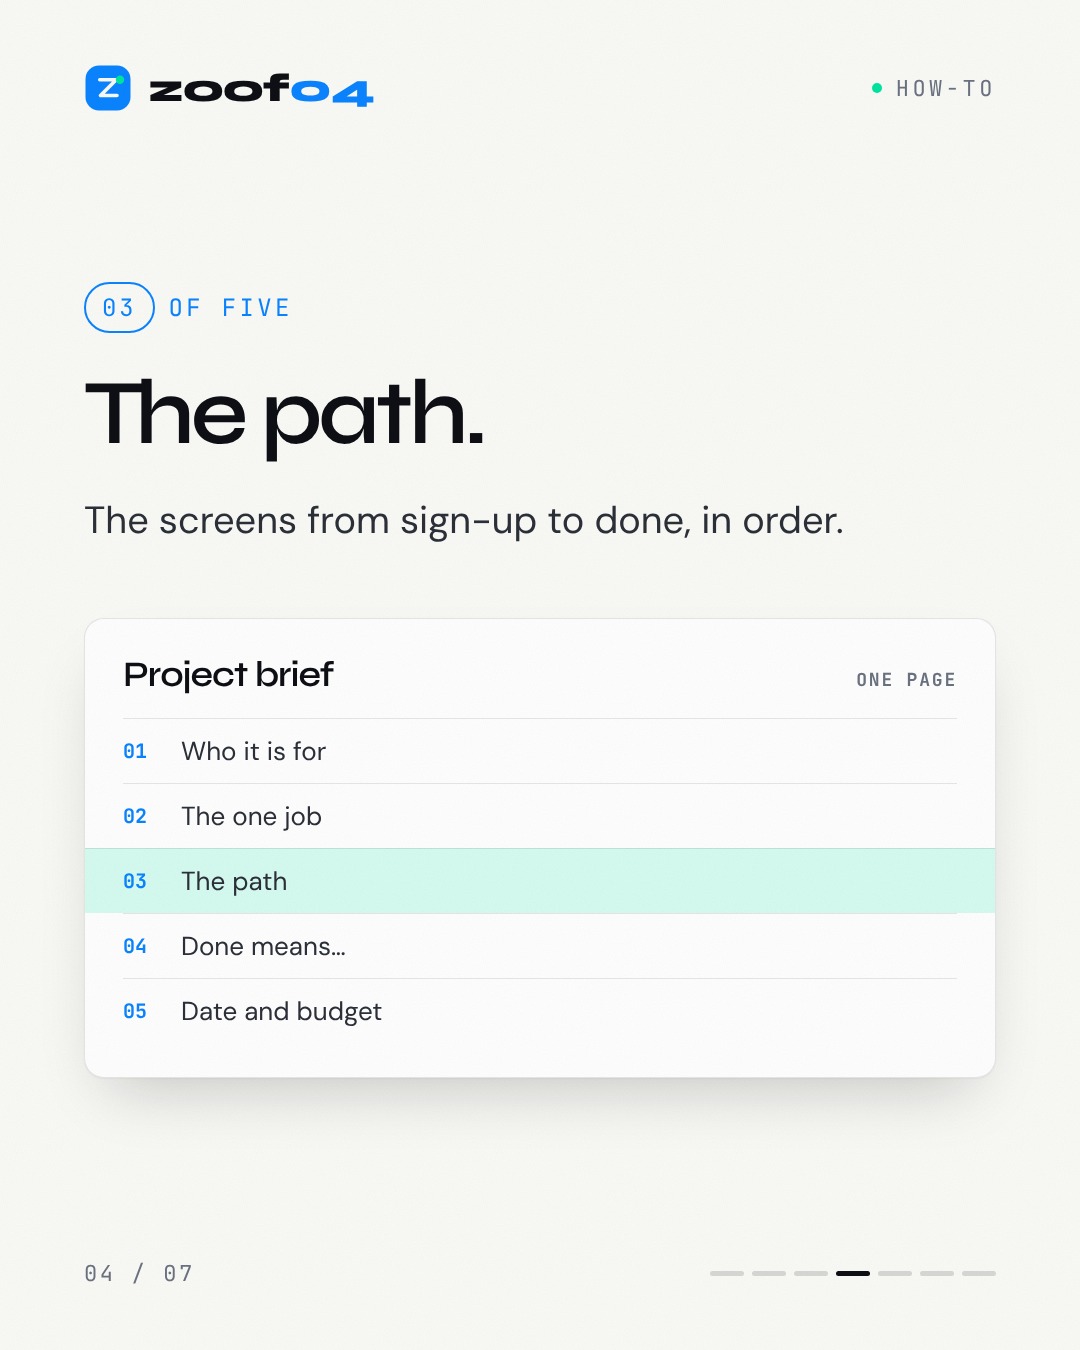 Z zoof04
HOW-TO
03 OF FIVE
The path.
The screens from sign-up to done, in order.
Project brief
ONE PAGE
01 Who it is for
02 The one job
03 The path
04 Done means...
05 Date and budget
04 / 07